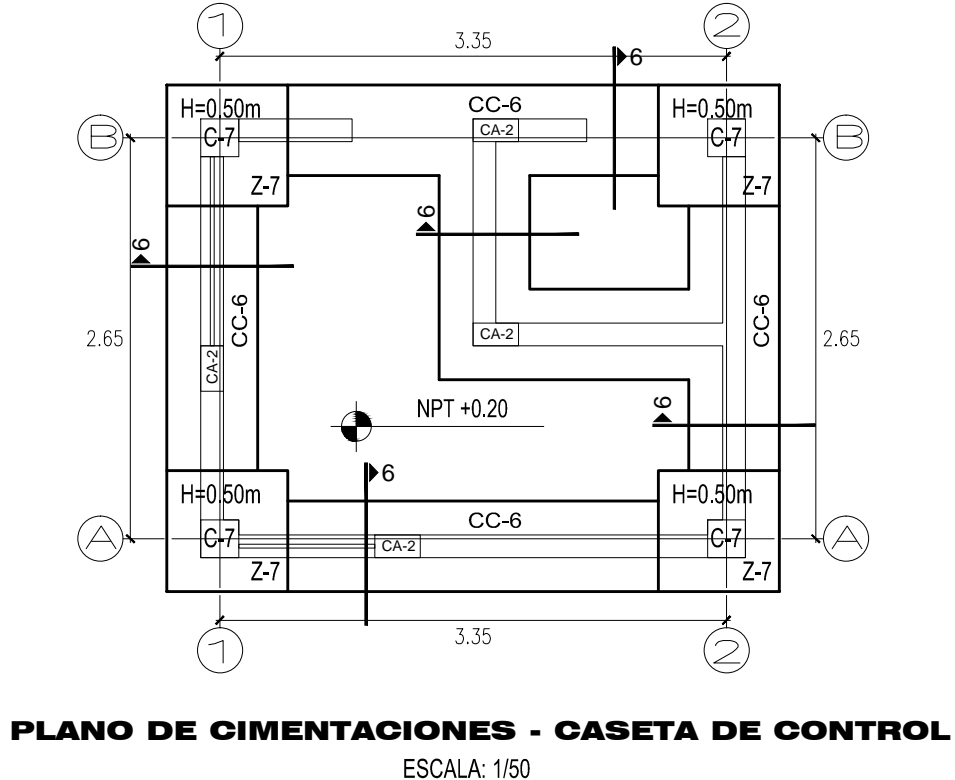 1
2
3.35
6
H=0.50m
CC-6
H=0.50m
B
C-7
CA-2
C-7
B
Z-7
Z-7
6
6
CC-6
CC-6
2.65
CA-2
2.65
CA-2
6
NPT +0.20
6
H=0.50m
H=0.50m
CC-6
A
C-7
CA-2
C-7
A
Z-7
Z-7
3.35
1
2
PLANO DE CIMENTACIONES - CASETA DE CONTROL
ESCALA: 1/50